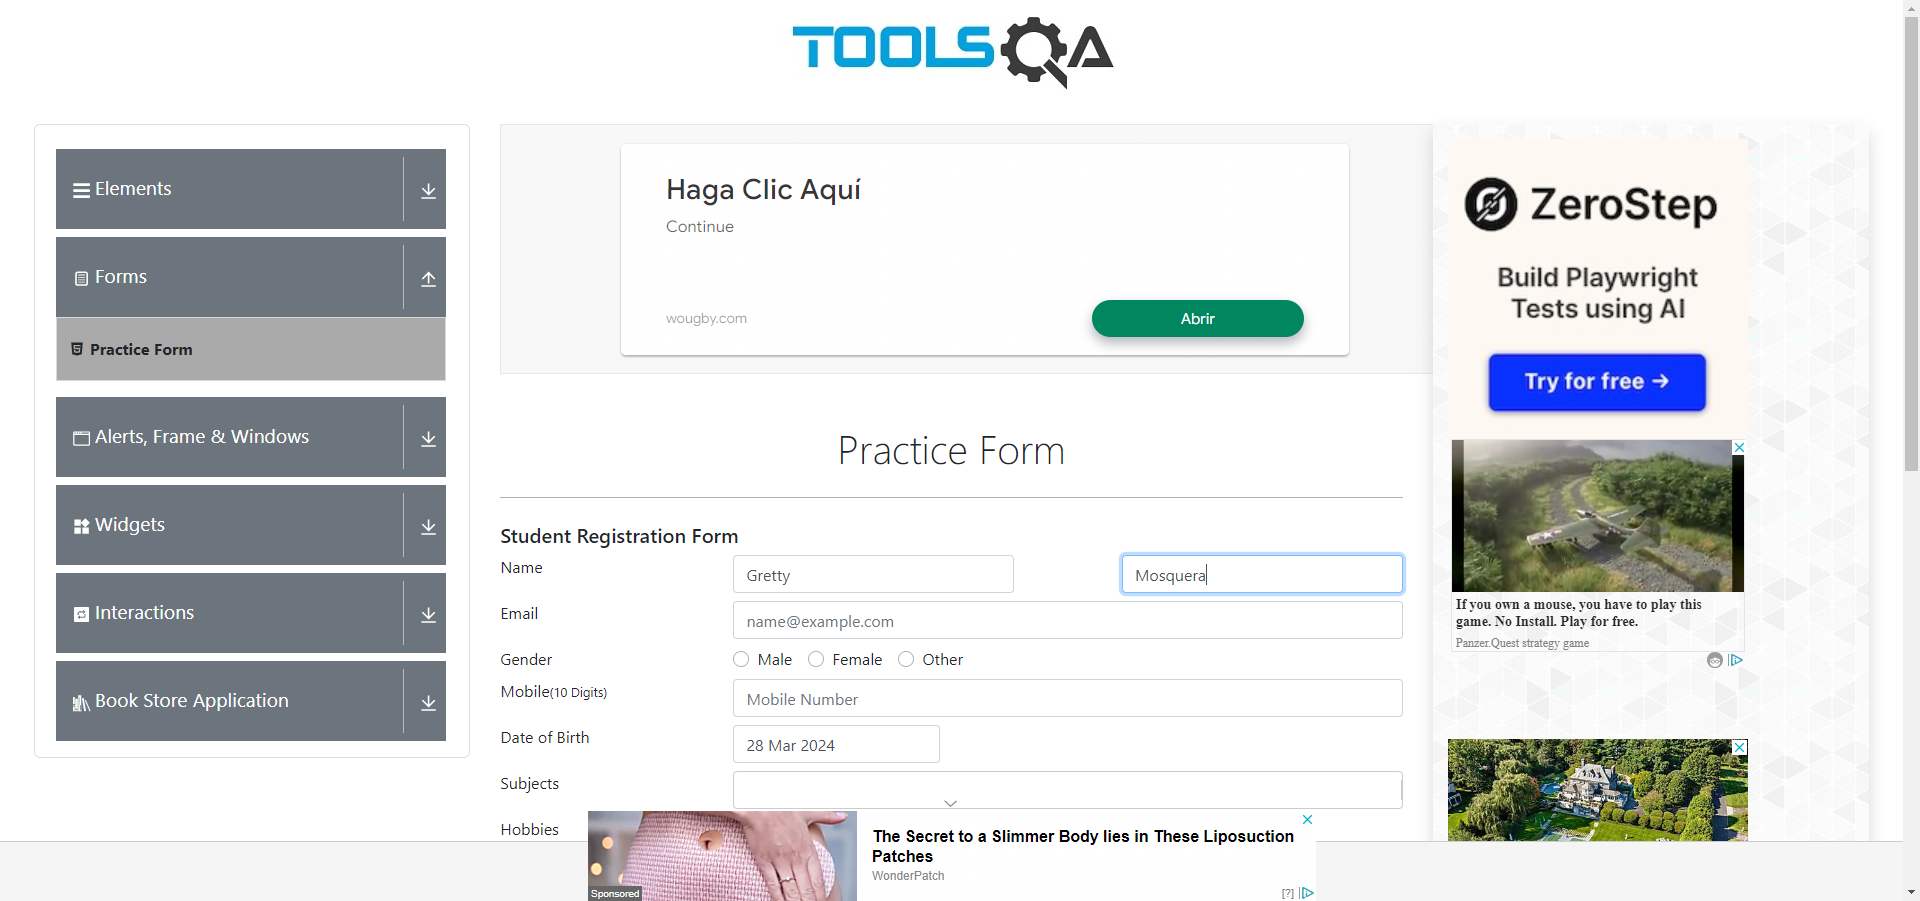 TOOLSQA
Elements
Forms
Practice Form
Alerts, Frame & Windows
Widgets
Interactions
Book Store Application
Haga Clic Aquí
Continue
wougby.com
Abrir
Practice Form
Student Registration Form
Name
Gretty
Mosquera
Email
name@example.com
Gender
Male
Female
Other
Mobile(10 Digits)
Mobile Number
Date of Birth
28 Mar 2024
Subjects
Hobbies
ZeroStep
Build Playwright
Tests using AI
Try for free →
If you own a mouse, you have to play this
game. No Install. Play for free.
Panzer.Quest strategy game
Sponsored
The Secret to a Slimmer Body lies in These Liposuction
Patches
WonderPatch
[?]